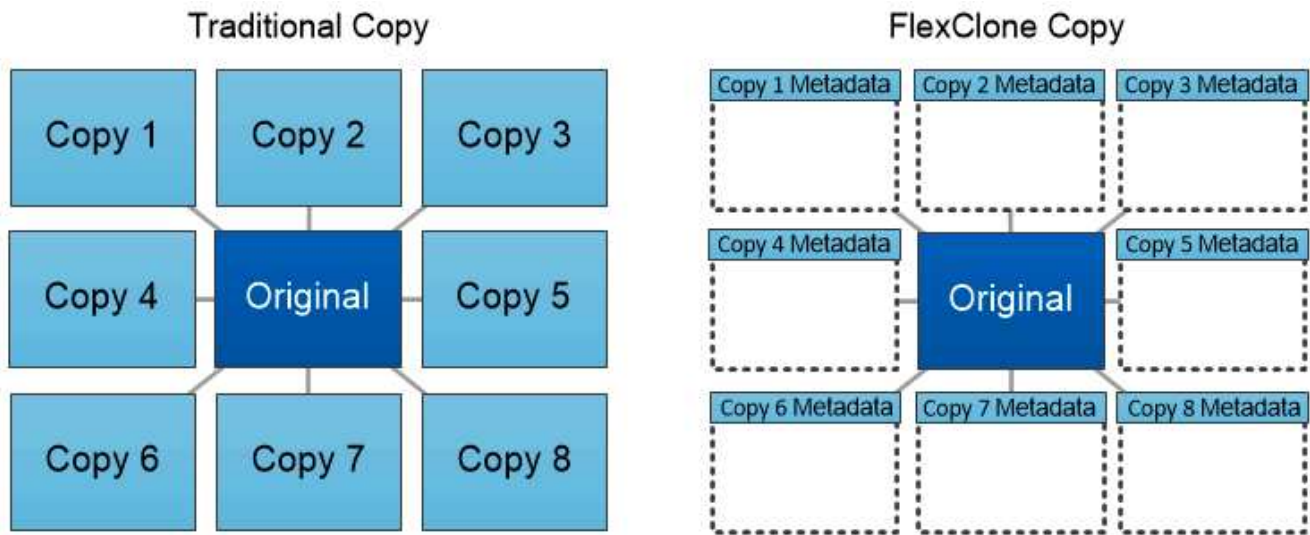 Traditional Copy
Copy 1
Copy 2
Copy 3
Copy 4
Original
Copy 5
Copy 6
Copy 7
Copy 8
FlexClone Copy
Copy 1 Metadata
Copy 2 Metadata
Copy 3 Metadata
Copy 4 Metadata
Original
Copy 5 Metadata
Copy 6 Metadata
Copy 7 Metadata
Copy 8 Metadata